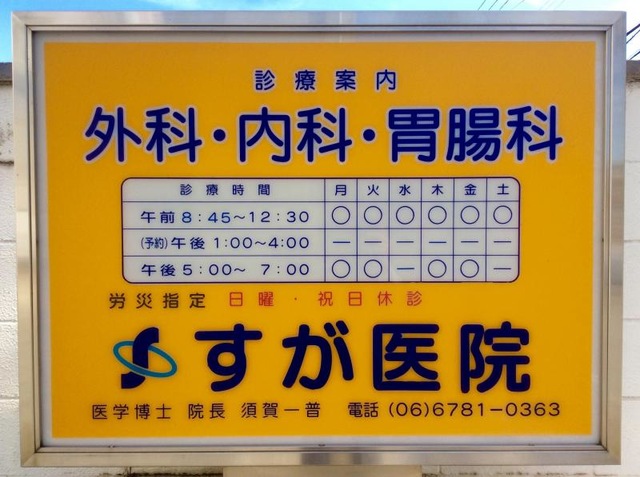 診療案内
外科・内科・胃腸科
診療時間 月 火 水 木 金 土
午前 8:45～12:30 ○ ○ ○ ○ ○ ○
(予約)午後 1:00～4:00 — — — — — —
午後 5:00～ 7:00 ○ ○ — ○ ○ —
労災指定 日曜・祝日休診
すが医院
医学博士 院長 須賀一普 電話 (06)6781-0363